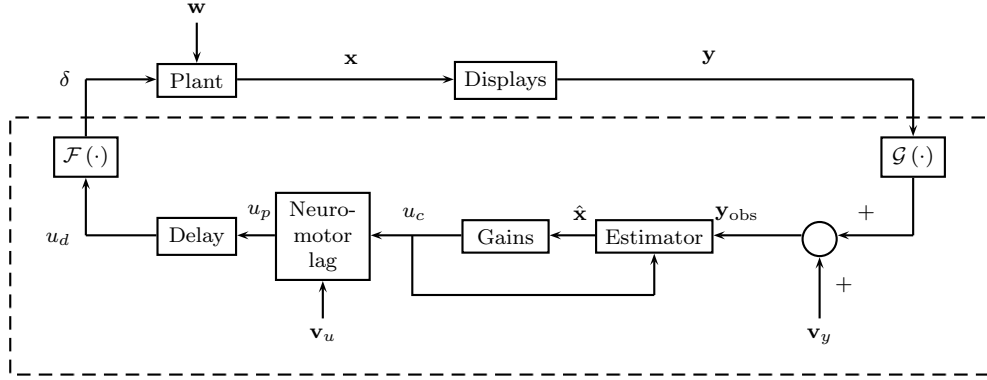 w
δ
Plant
x
Displays
y
ℱ(·)
𝒢(·)
u_d
Delay
u_p
Neuro-
motor
lag
u_c
Gains
x̂
Estimator
y_obs
+
+
v_u
v_y